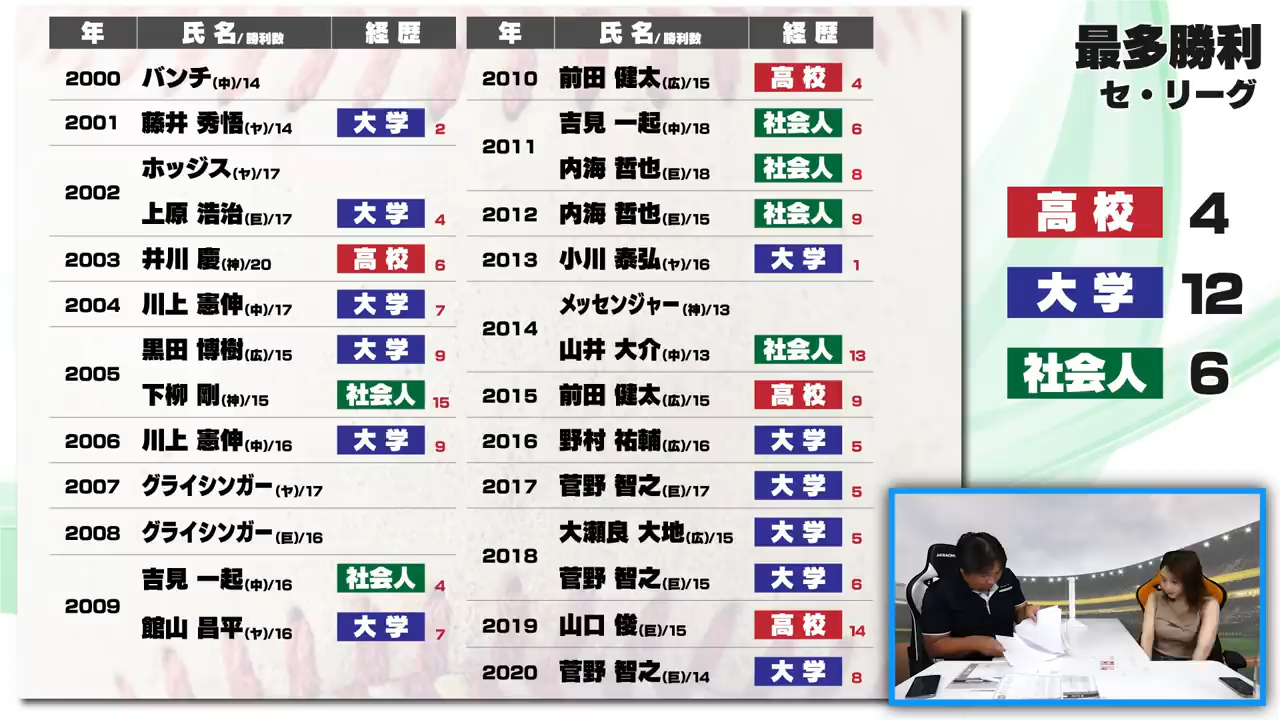 年 氏名/勝利数 経歴
2000 バンチ(中)/14
2001 藤井 秀悟(ヤ)/14 大学 2
2002 ホッジス(ヤ)/17
上原 浩治(巨)/17 大学 4
2003 井川 慶(神)/20 高校 6
2004 川上 憲伸(中)/17 大学 7
2005 黒田 博樹(広)/15 大学 9
下柳 剛(神)/15 社会人 15
2006 川上 憲伸(中)/16 大学 9
2007 グライシンガー(ヤ)/17
2008 グライシンガー(巨)/16
2009 吉見 一起(中)/16 社会人 4
館山 昌平(ヤ)/16 大学 7
年 氏名/勝利数 経歴
2010 前田 健太(広)/15 高校 4
2011 吉見 一起(中)/18 社会人 6
内海 哲也(巨)/18 社会人 8
2012 内海 哲也(巨)/15 社会人 9
2013 小川 泰弘(ヤ)/16 大学 1
2014 メッセンジャー(神)/13
山井 大介(中)/13 社会人 13
2015 前田 健太(広)/15 高校 9
2016 野村 祐輔(広)/16 大学 5
2017 菅野 智之(巨)/17 大学 5
2018 大瀬良 大地(広)/15 大学 5
菅野 智之(巨)/15 大学 6
2019 山口 俊(巨)/15 高校 14
2020 菅野 智之(巨)/14 大学 8
最多勝利
セ・リーグ
高校 4
大学 12
社会人 6